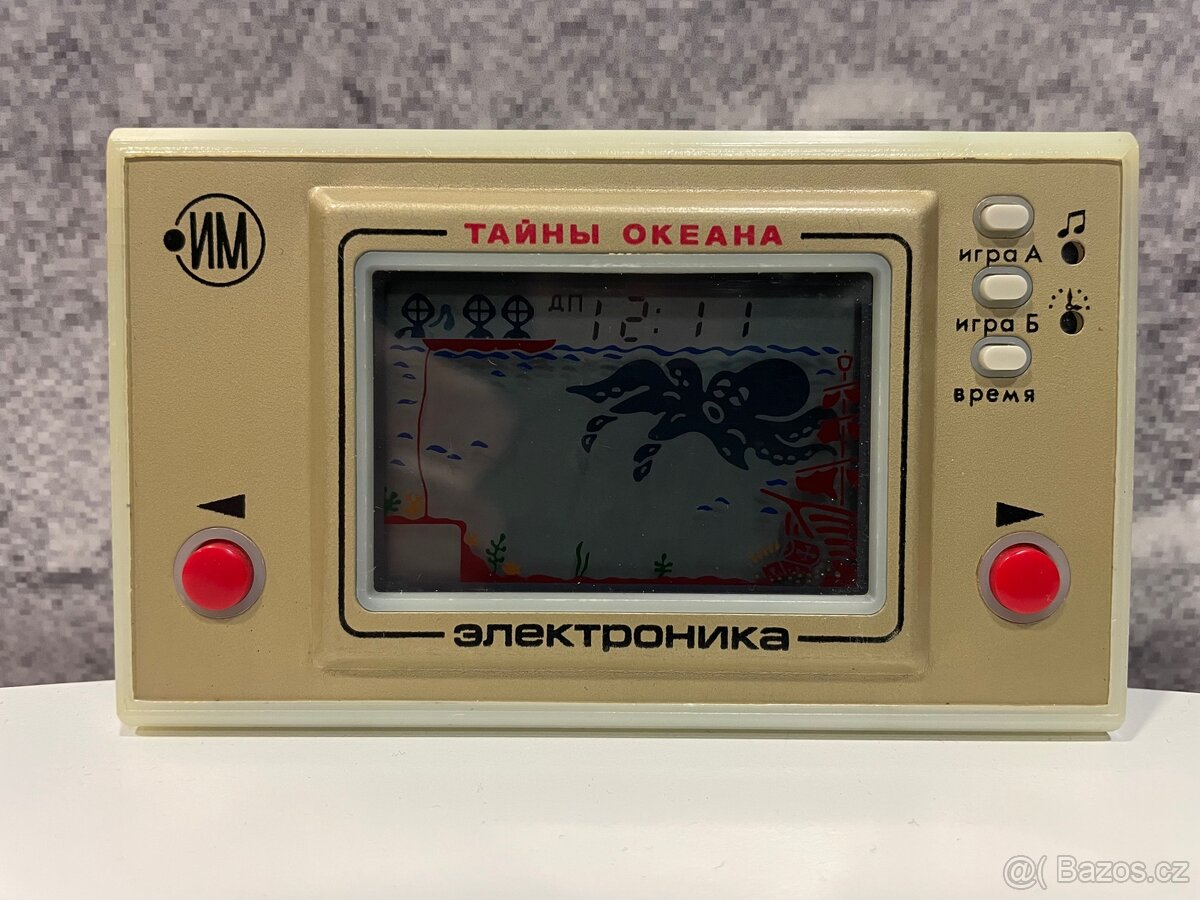 ИМ
ТАЙНЫ ОКЕАНА
игра А
игра Б
время
ДП 12:11
электроника
@( Bazos.cz